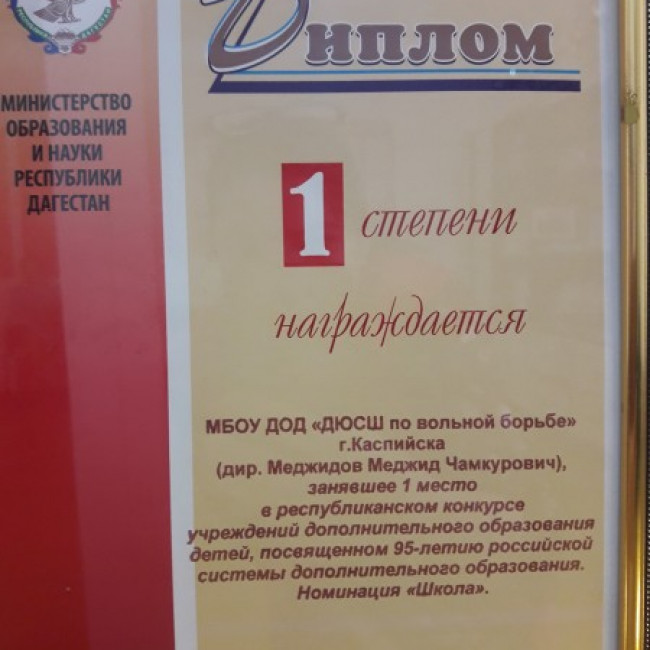 Диплом
МИНИСТЕРСТВО
ОБРАЗОВАНИЯ
И НАУКИ
РЕСПУБЛИКИ
ДАГЕСТАН
1 степени
награждается
МБОУ ДОД «ДЮСШ по вольной борьбе»
г.Каспийска
(дир. Меджидов Меджид Чамкурович),
занявшее 1 место
в республиканском конкурсе
учреждений дополнительного образования
детей, посвященном 95-летию российской
системы дополнительного образования.
Номинация «Школа».